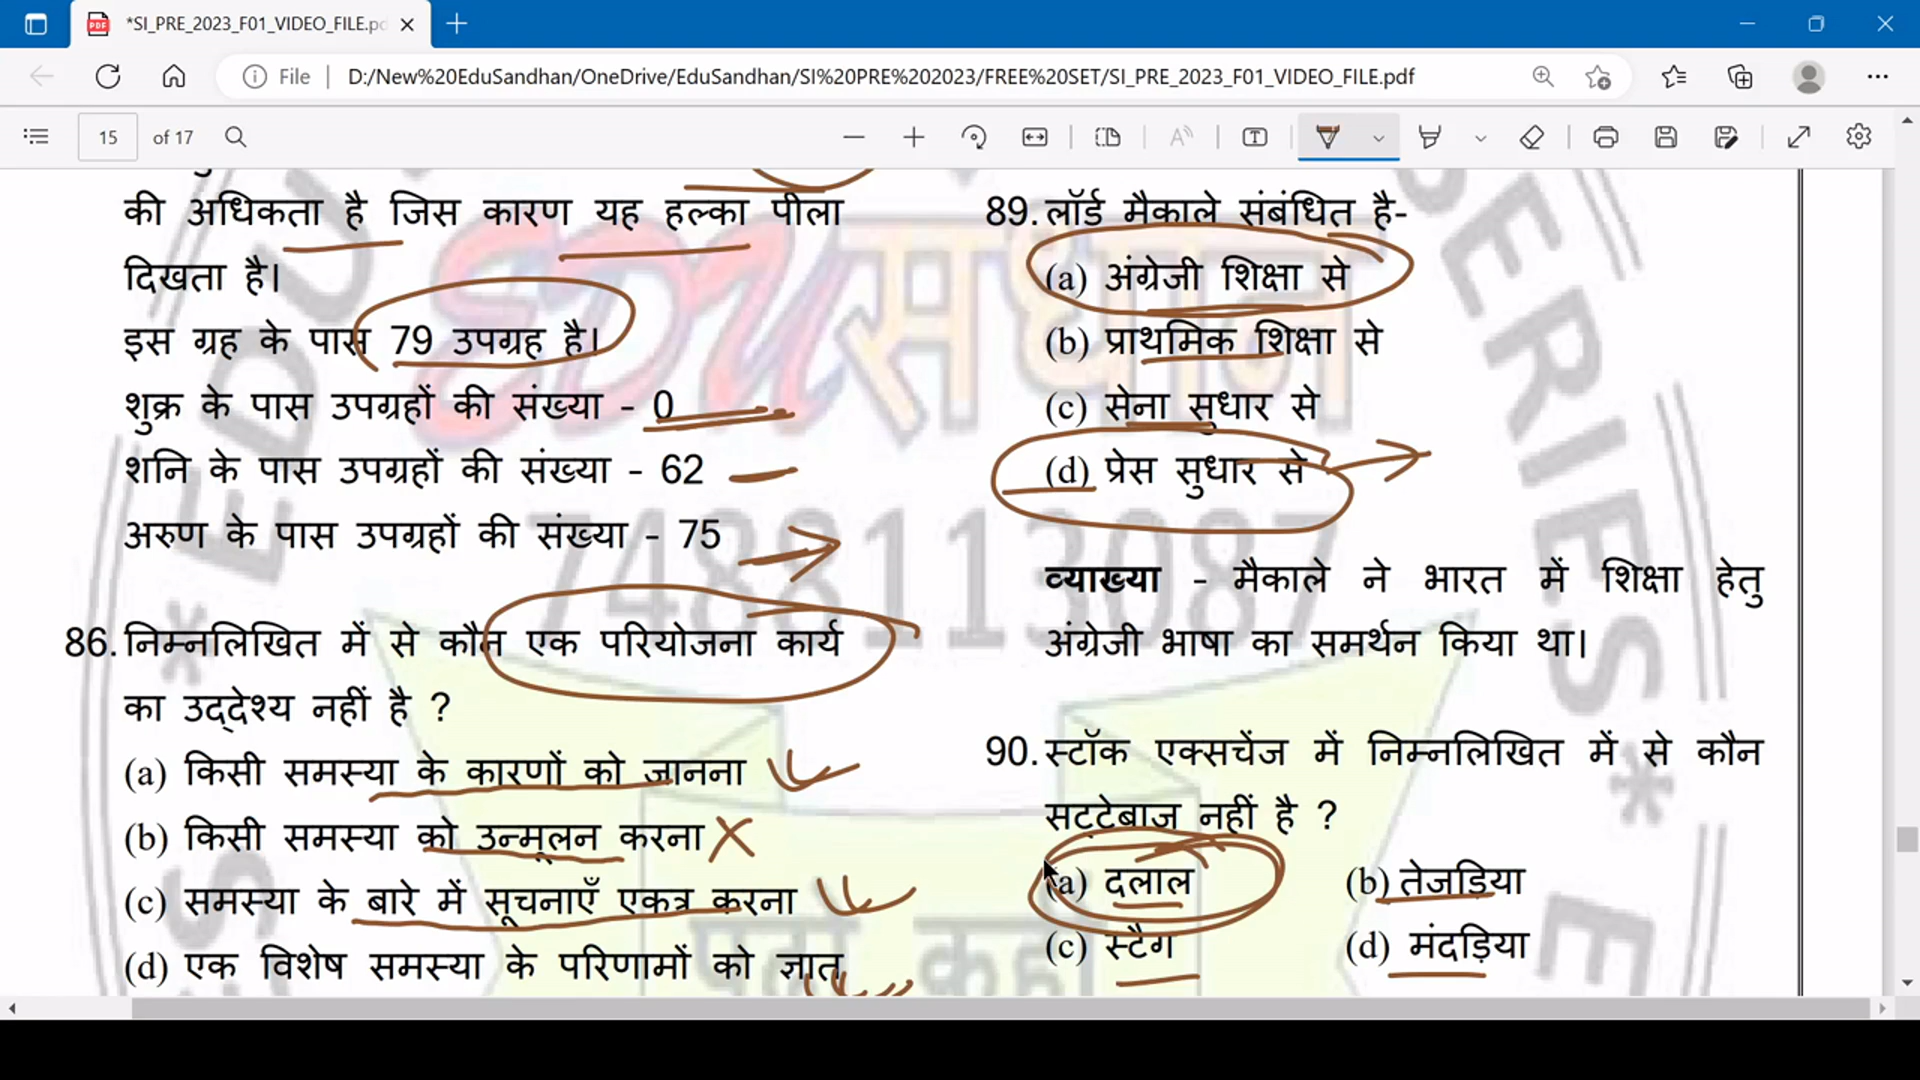 *SI_PRE_2023_F01_VIDEO_FILE.pd
File D:/New%20EduSandhan/OneDrive/EduSandhan/SI%20PRE%202023/FREE%20SET/SI_PRE_2023_F01_VIDEO_FILE.pdf
15 of 17
की अधिकता है जिस कारण यह हल्का पीला
दिखता है।
इस ग्रह के पास 79 उपग्रह है।
शुक्र के पास उपग्रहों की संख्या - 0
शनि के पास उपग्रहों की संख्या - 62
अरुण के पास उपग्रहों की संख्या - 75
86. निम्नलिखित में से कौन एक परियोजना कार्य
का उद्देश्य नहीं है ?
(a) किसी समस्या के कारणों को जानना
(b) किसी समस्या को उन्मूलन करना
(c) समस्या के बारे में सूचनाएँ एकत्र करना
(d) एक विशेष समस्या के परिणामों को ज्ञात
89. लॉर्ड मैकाले संबंधित है-
(a) अंग्रेजी शिक्षा से
(b) प्राथमिक शिक्षा से
(c) सेना सुधार से
(d) प्रेस सुधार से
व्याख्या - मैकाले ने भारत में शिक्षा हेतु
अंग्रेजी भाषा का समर्थन किया था।
90. स्टॉक एक्सचेंज में निम्नलिखित में से कौन
सट्टेबाज नहीं है ?
(a) दलाल (b) तेजड़िया
(c) स्टैग (d) मंदड़िया
EDUसंधान
7488113087